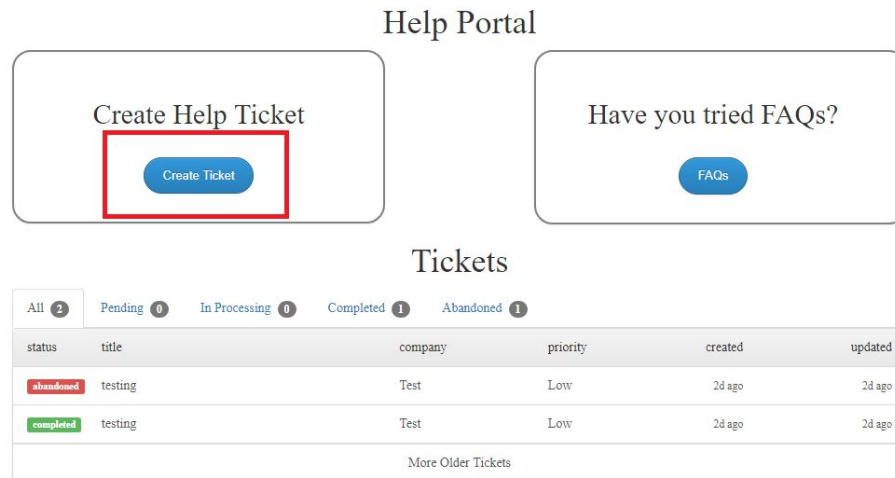 Help Portal
Create Help Ticket
Create Ticket
Have you tried FAQs?
FAQs
Tickets
All 2 Pending 0 In Processing 0 Completed 1 Abandoned 1
status title company priority created updated
abandoned testing Test Low 2d ago 2d ago
completed testing Test Low 2d ago 2d ago
More Older Tickets